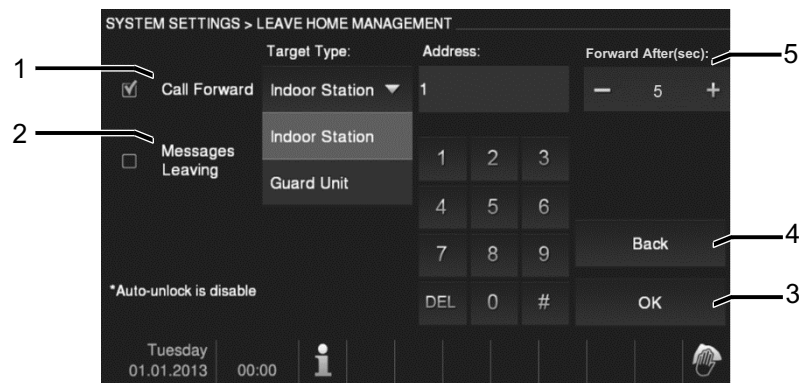 SYSTEM SETTINGS > LEAVE HOME MANAGEMENT
Target Type: Address: Forward After(sec): 5
1
Call Forward Indoor Station 1 − 5 +
2
Messages
Leaving
Indoor Station
Guard Unit
1 2 3
4 5 6
7 8 9
DEL 0 #
Back 4
OK 3
*Auto-unlock is disable
Tuesday
01.01.2013 00:00 i